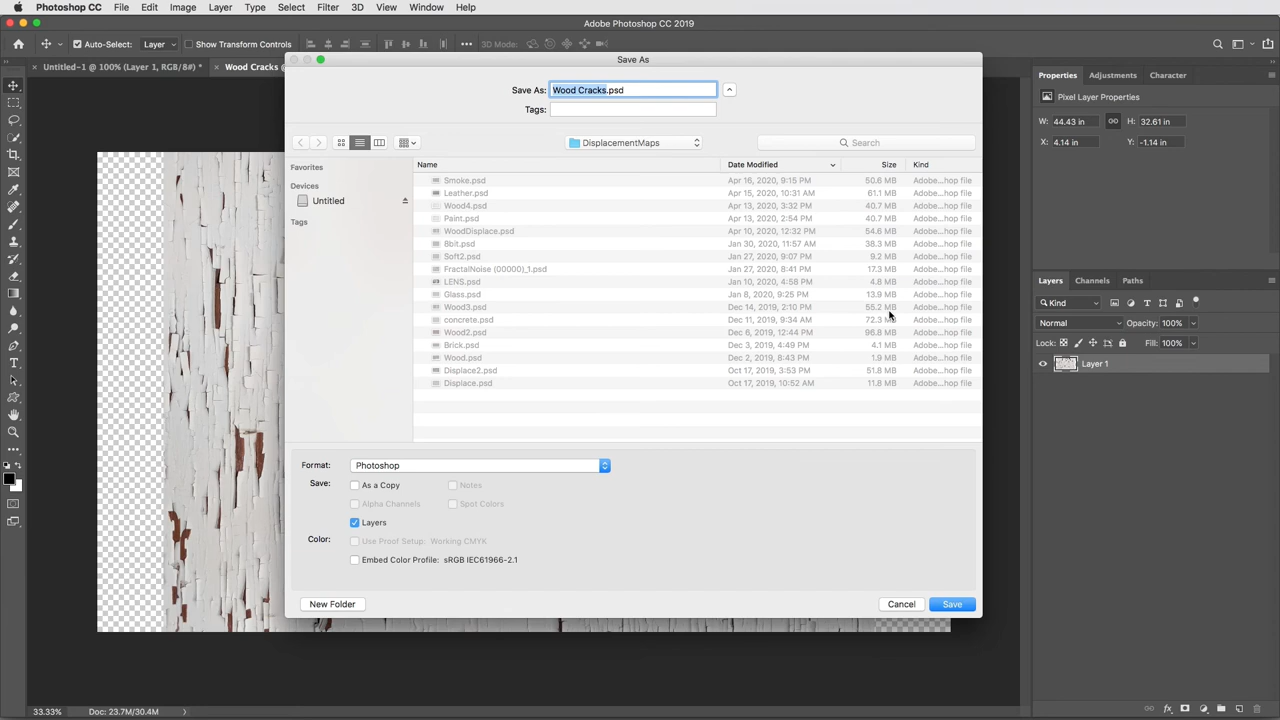 Photoshop CC File Edit Image Layer Type Select Filter 3D View Window Help
Adobe Photoshop CC 2019
Auto-Select: Layer Show Transform Controls ••• 3D Mode:
× Untitled-1 @ 100% (Layer 1, RGB/8#) * × Wood Cracks @
Save As
Save As: Wood Cracks.psd
Tags:
DisplacementMaps
Search
Favorites
Devices
Untitled
Tags
Name Date Modified Size Kind
Smoke.psd Apr 16, 2020, 9:15 PM 50.6 MB Adobe...hop file
Leather.psd Apr 15, 2020, 10:31 AM 61.1 MB Adobe...hop file
Wood4.psd Apr 13, 2020, 3:32 PM 40.7 MB Adobe...hop file
Paint.psd Apr 13, 2020, 2:54 PM 40.7 MB Adobe...hop file
WoodDisplace.psd Apr 10, 2020, 12:32 PM 54.6 MB Adobe...hop file
8bit.psd Jan 30, 2020, 11:57 AM 38.3 MB Adobe...hop file
Soft2.psd Jan 27, 2020, 9:07 PM 9.2 MB Adobe...hop file
FractalNoise (00000)_1.psd Jan 27, 2020, 8:41 PM 17.3 MB Adobe...hop file
LENS.psd Jan 10, 2020, 4:58 PM 4.8 MB Adobe...hop file
Glass.psd Jan 8, 2020, 9:25 PM 13.9 MB Adobe...hop file
Wood3.psd Dec 14, 2019, 2:10 PM 55.2 MB Adobe...hop file
concrete.psd Dec 11, 2019, 9:34 AM 72.3 MB Adobe...hop file
Wood2.psd Dec 6, 2019, 12:44 PM 96.8 MB Adobe...hop file
Brick.psd Dec 3, 2019, 4:49 PM 4.1 MB Adobe...hop file
Wood.psd Dec 2, 2019, 8:43 PM 1.9 MB Adobe...hop file
Displace2.psd Oct 17, 2019, 3:53 PM 51.8 MB Adobe...hop file
Displace.psd Oct 17, 2019, 10:52 AM 11.8 MB Adobe...hop file
Format: Photoshop
Save: As a Copy Notes
Alpha Channels Spot Colors
Layers
Color: Use Proof Setup: Working CMYK
Embed Color Profile: sRGB IEC61966-2.1
New Folder Cancel Save
Properties Adjustments Character
Pixel Layer Properties
W: 44.43 in H: 32.61 in
X: 4.14 in Y: -1.14 in
Layers Channels Paths
Kind
Normal Opacity: 100%
Lock: Fill: 100%
Layer 1
33.33% Doc: 23.7M/30.4M